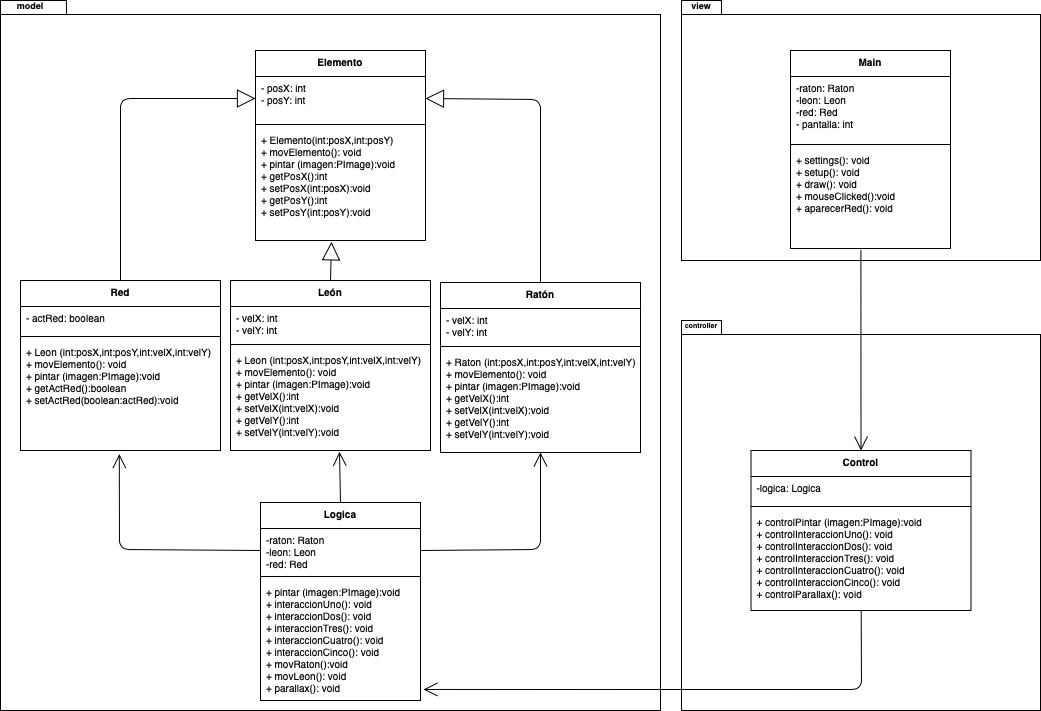 model
Elemento
- posX: int
- posY: int
+ Elemento(int:posX,int:posY)
+ movElemento(): void
+ pintar (imagen:PImage):void
+ getPosX():int
+ setPosX(int:posX):void
+ getPosY():int
+ setPosY(int:posY):void
Red
- actRed: boolean
+ Leon (int:posX,int:posY,int:velX,int:velY)
+ movElemento(): void
+ pintar (imagen:PImage):void
+ getActRed():boolean
+ setActRed(boolean:actRed):void
León
- velX: int
- velY: int
+ Leon (int:posX,int:posY,int:velX,int:velY)
+ movElemento(): void
+ pintar (imagen:PImage):void
+ getVelX():int
+ setVelX(int:velX):void
+ getVelY():int
+ setVelY(int:velY):void
Ratón
- velX: int
- velY: int
+ Raton (int:posX,int:posY,int:velX,int:velY)
+ movElemento(): void
+ pintar (imagen:PImage):void
+ getVelX():int
+ setVelX(int:velX):void
+ getVelY():int
+ setVelY(int:velY):void
Logica
-raton: Raton
-leon: Leon
-red: Red
+ pintar (imagen:PImage):void
+ interaccionUno(): void
+ interaccionDos(): void
+ interaccionTres(): void
+ interaccionCuatro(): void
+ interaccionCinco(): void
+ movRaton():void
+ movLeon(): void
+ parallax(): void
view
Main
-raton: Raton
-leon: Leon
-red: Red
- pantalla: int
+ settings(): void
+ setup(): void
+ draw(): void
+ mouseClicked():void
+ aparecerRed(): void
controller
Control
-logica: Logica
+ controlPintar (imagen:PImage):void
+ controlInteraccionUno(): void
+ controlInteraccionDos(): void
+ controlInteraccionTres(): void
+ controlInteraccionCuatro(): void
+ controlInteraccionCinco(): void
+ controlParallax(): void